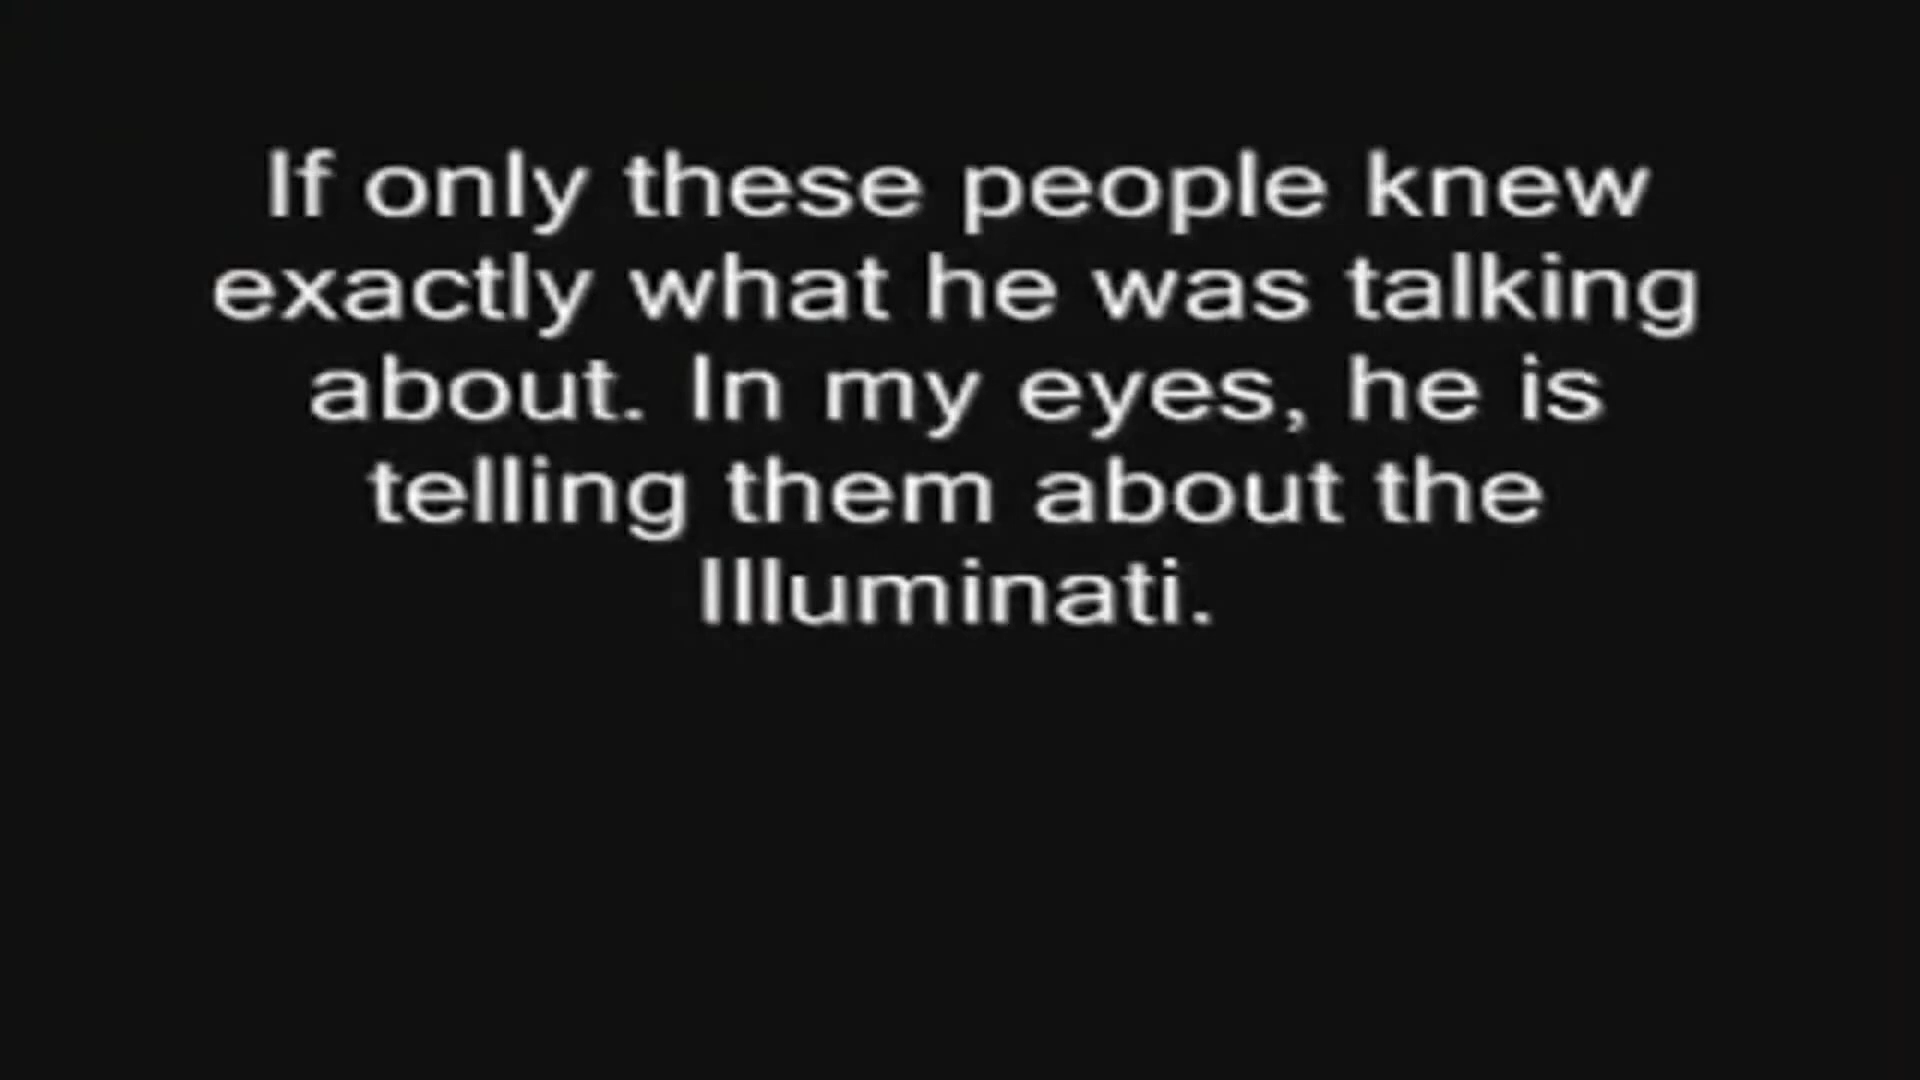 If only these people knew
exactly what he was talking
about. In my eyes, he is
telling them about the
Illuminati.